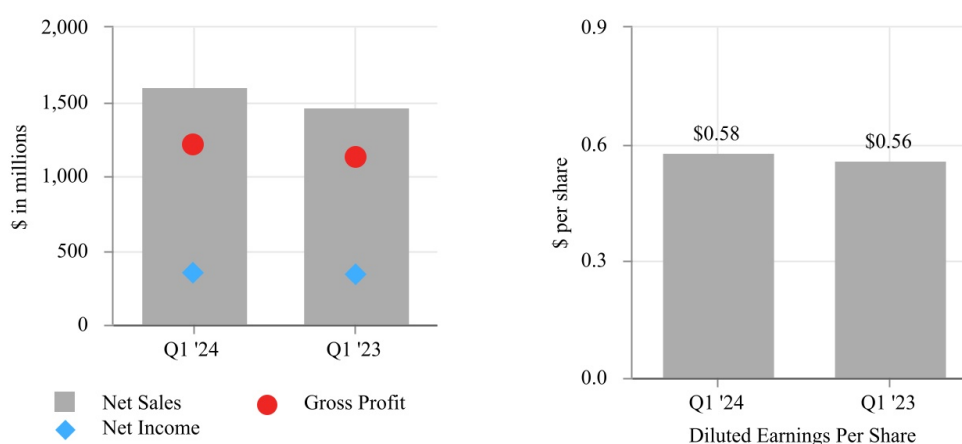 2,000
1,500
1,000
500
0
$ in millions
Q1 '24
Q1 '23
Net Sales
Gross Profit
Net Income
0.9
0.6
0.3
0.0
$ per share
$0.58
$0.56
Q1 '24
Q1 '23
Diluted Earnings Per Share